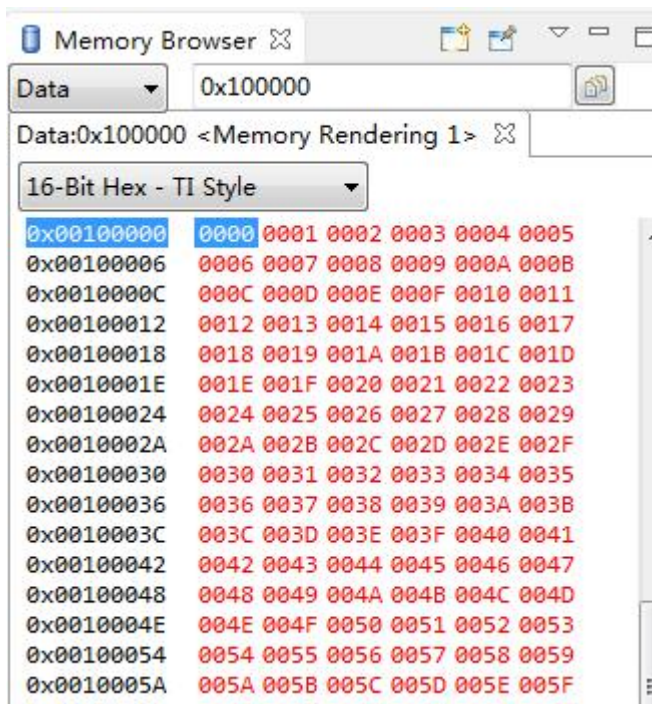 Memory Browser
Data 0x100000
Data:0x100000 <Memory Rendering 1>
16-Bit Hex - TI Style
0x00100000 0000 0001 0002 0003 0004 0005
0x00100006 0006 0007 0008 0009 000A 000B
0x0010000C 000C 000D 000E 000F 0010 0011
0x00100012 0012 0013 0014 0015 0016 0017
0x00100018 0018 0019 001A 001B 001C 001D
0x0010001E 001E 001F 0020 0021 0022 0023
0x00100024 0024 0025 0026 0027 0028 0029
0x0010002A 002A 002B 002C 002D 002E 002F
0x00100030 0030 0031 0032 0033 0034 0035
0x00100036 0036 0037 0038 0039 003A 003B
0x0010003C 003C 003D 003E 003F 0040 0041
0x00100042 0042 0043 0044 0045 0046 0047
0x00100048 0048 0049 004A 004B 004C 004D
0x0010004E 004E 004F 0050 0051 0052 0053
0x00100054 0054 0055 0056 0057 0058 0059
0x0010005A 005A 005B 005C 005D 005E 005F